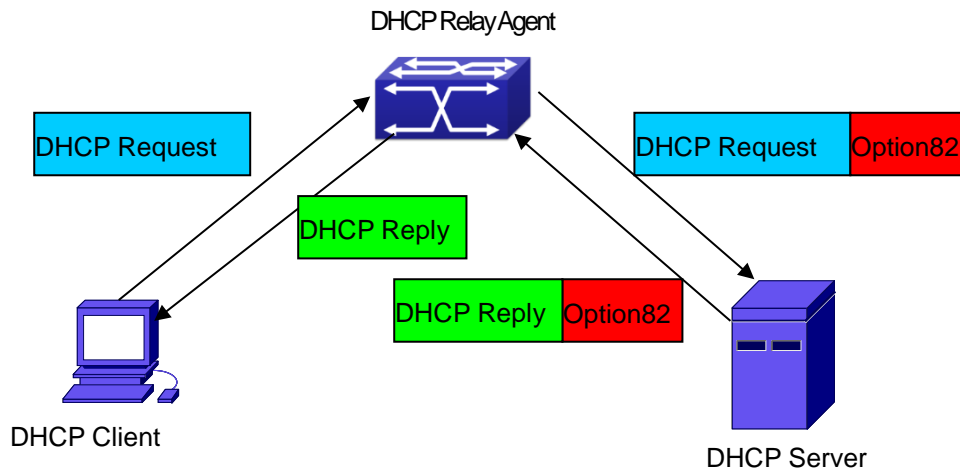 DHCP Relay Agent
DHCP Request
DHCP Request Option82
DHCP Reply
DHCP Reply Option82
DHCP Client
DHCP Server